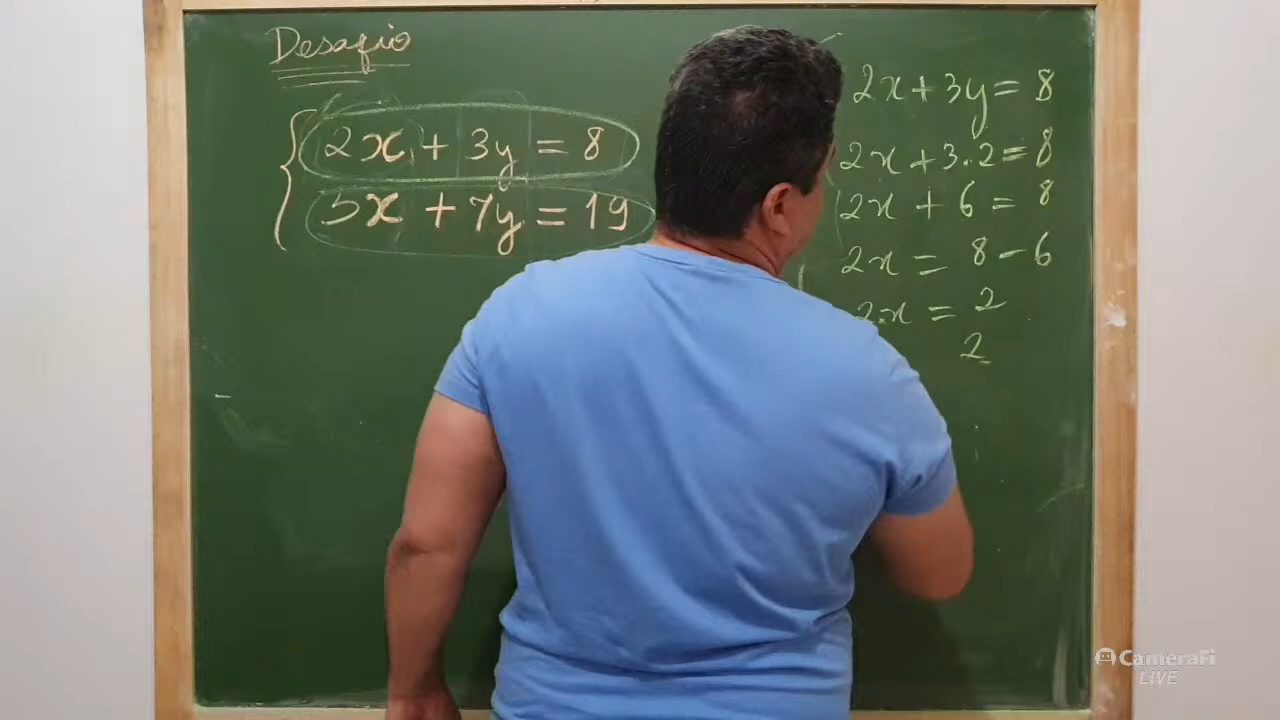 Desafio
2x + 3y = 8
5x + 7y = 19
2x + 3y = 8
2x + 3.2 = 8
2x + 6 = 8
2x = 8 - 6
2x = 2
2
CameraFi
LIVE